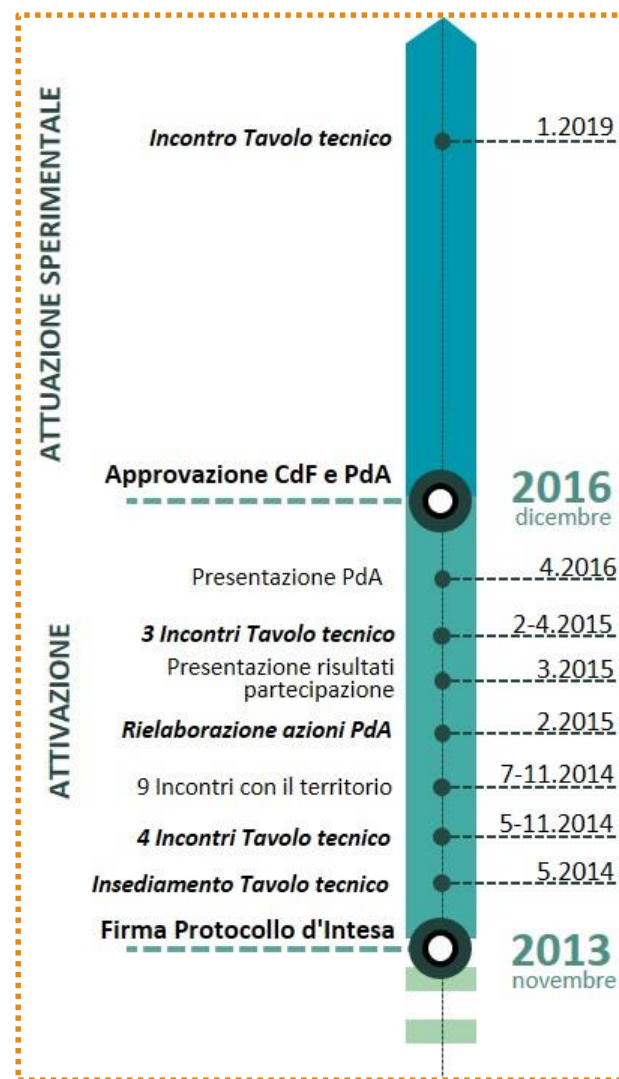 ATTUAZIONE SPERIMENTALE
Incontro Tavolo tecnico
1.2019
Approvazione CdF e PdA
2016
dicembre
ATTIVAZIONE
Presentazione PdA
4.2016
3 Incontri Tavolo tecnico
2-4.2015
Presentazione risultati
partecipazione
3.2015
Rielaborazione azioni PdA
2.2015
9 Incontri con il territorio
7-11.2014
4 Incontri Tavolo tecnico
5-11.2014
Insediamento Tavolo tecnico
5.2014
Firma Protocollo d'Intesa
2013
novembre